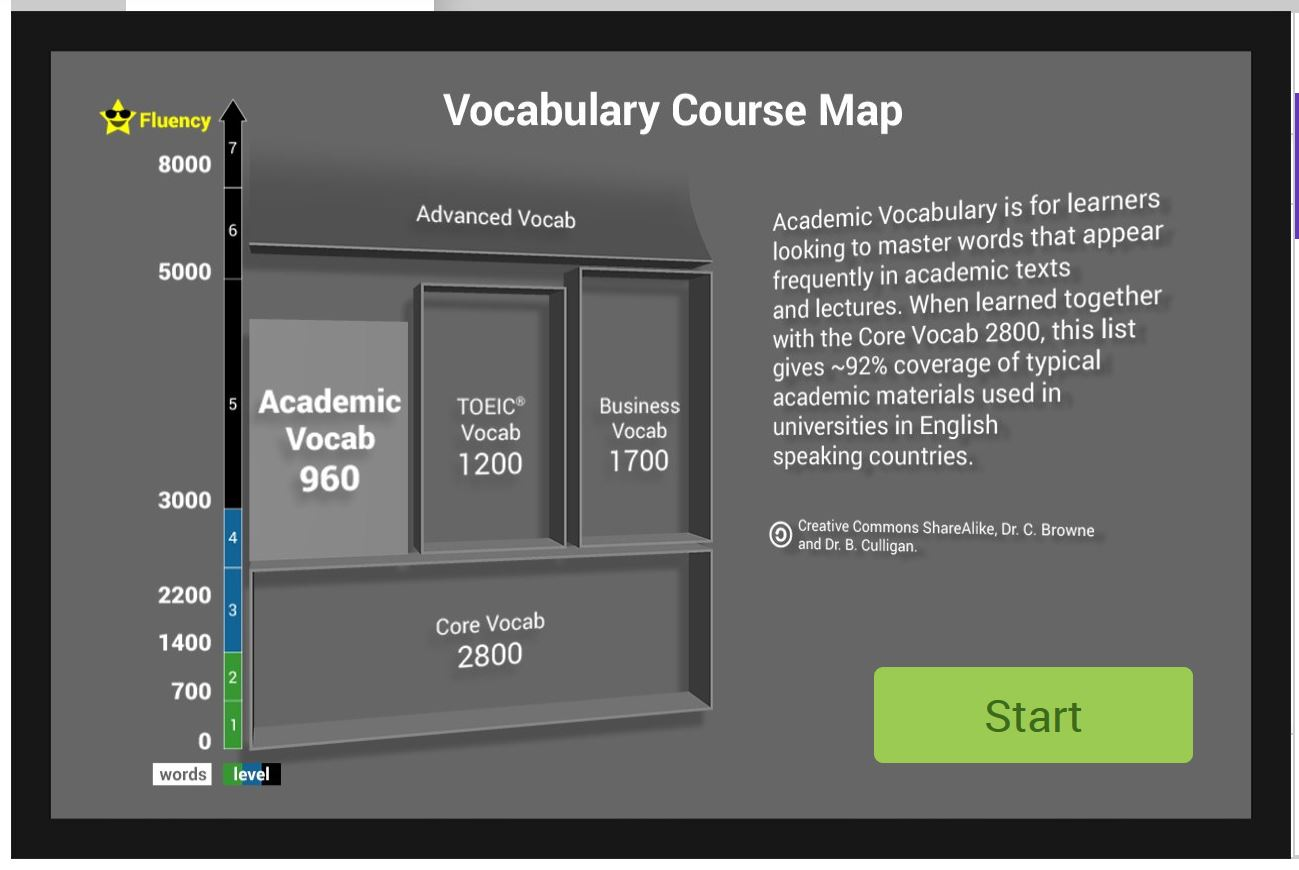 Vocabulary Course Map
Fluency
7
8000
6
5000
5
3000
4
2200
3
1400
2
700
1
0
words
level
Advanced Vocab
Academic
Vocab
960
TOEIC®
Vocab
1200
Business
Vocab
1700
Core Vocab
2800
Academic Vocabulary is for learners
looking to master words that appear
frequently in academic texts
and lectures. When learned together
with the Core Vocab 2800, this list
gives ~92% coverage of typical
academic materials used in
universities in English
speaking countries.
Creative Commons ShareAlike, Dr. C. Browne
and Dr. B. Culligan.
Start